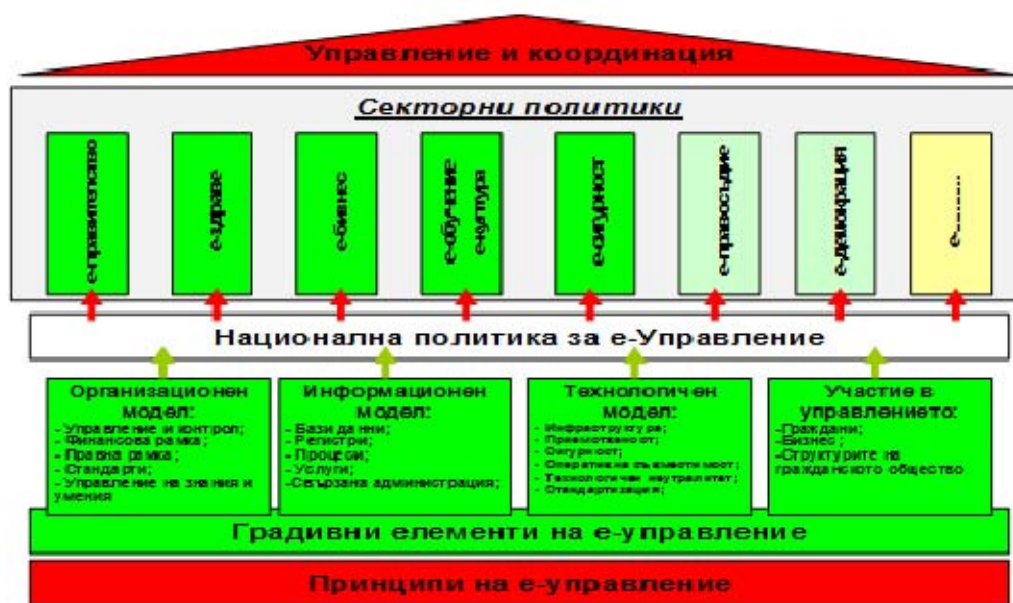 Управление и координация
Секторни политики
е-правителство
е-здраве
е-бизнес
е-обучение
е-култура
е-сигурност
е-правосъдие
е-демокрация
е-..........
Национална политика за е-Управление
Организационен
модел:
- Управление и контрол;
- Финансова рамка;
- Правна рамка;
- Стандарти;
- Управление на знания и
умения
Информационен
модел:
- Бази данни;
- Регистри;
- Процеси;
- Услуги;
-Свързана администрация;
Технологичен
модел:
- Инфраструктура;
- Приемственост;
- Сигурност;
- Оперативна съвместимост;
- Технологичен неутралитет;
- Стандартизация;
Участие в
управлението:
-Граждани;
-Бизнес;
-Структурите на
гражданското общество
Градивни елементи на е-управление
Принципи на е-управление